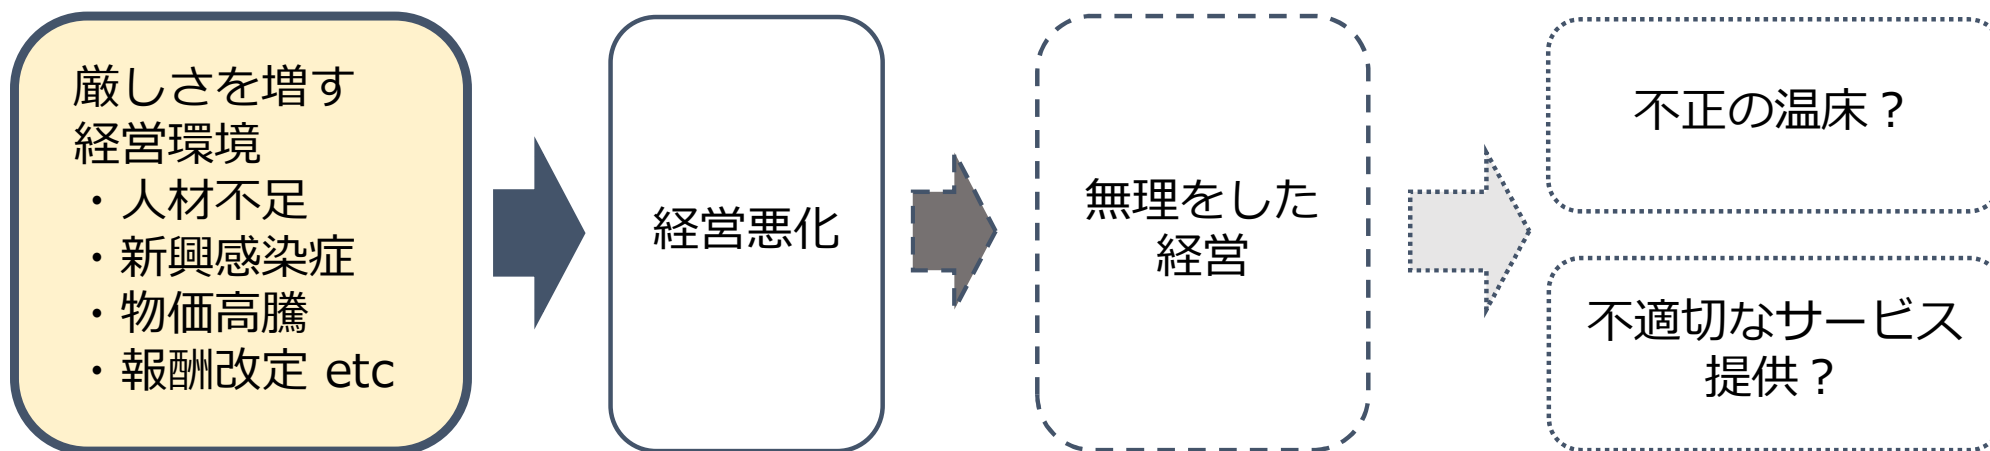 厳しさを増す
経営環境
・人材不足
・新興感染症
・物価高騰
・報酬改定 etc
経営悪化
無理をした
経営
不正の温床？
不適切なサービス
提供？